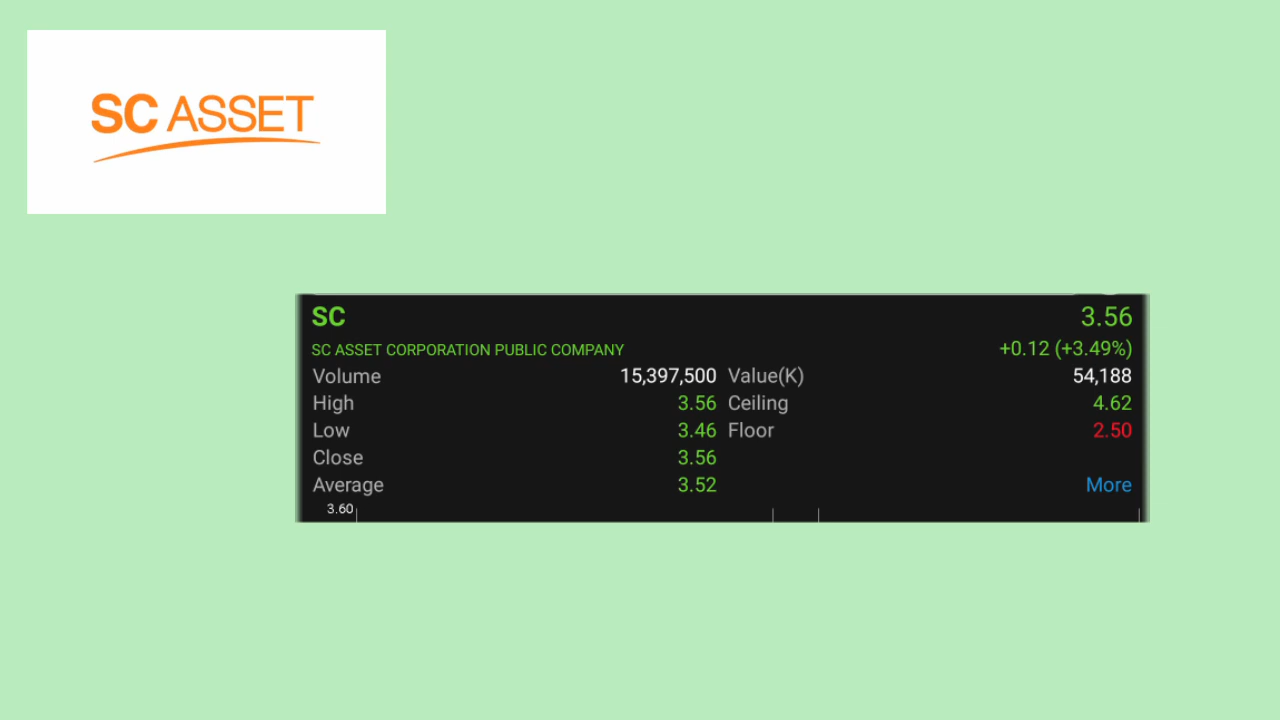 SC ASSET
SC 3.56
SC ASSET CORPORATION PUBLIC COMPANY +0.12 (+3.49%)
Volume 15,397,500 Value(K) 54,188
High 3.56 Ceiling 4.62
Low 3.46 Floor 2.50
Close 3.56
Average 3.52 More
3.60